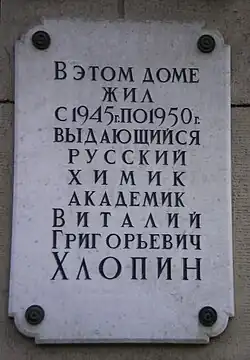 В ЭТОМ ДОМЕ
ЖИЛ
С 1945г. ПО 1950г.
ВЫДАЮЩИЙСЯ
РУССКИЙ
ХИМИК
АКАДЕМИК
ВИТАЛИЙ
ГРИГОРЬЕВИЧ
ХЛОПИН